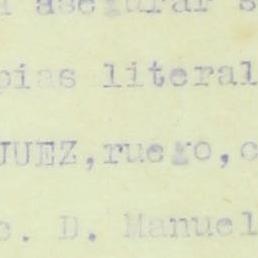 a asegurar s
pias literal
JUEZ,ruego,c
c. D. Manuel